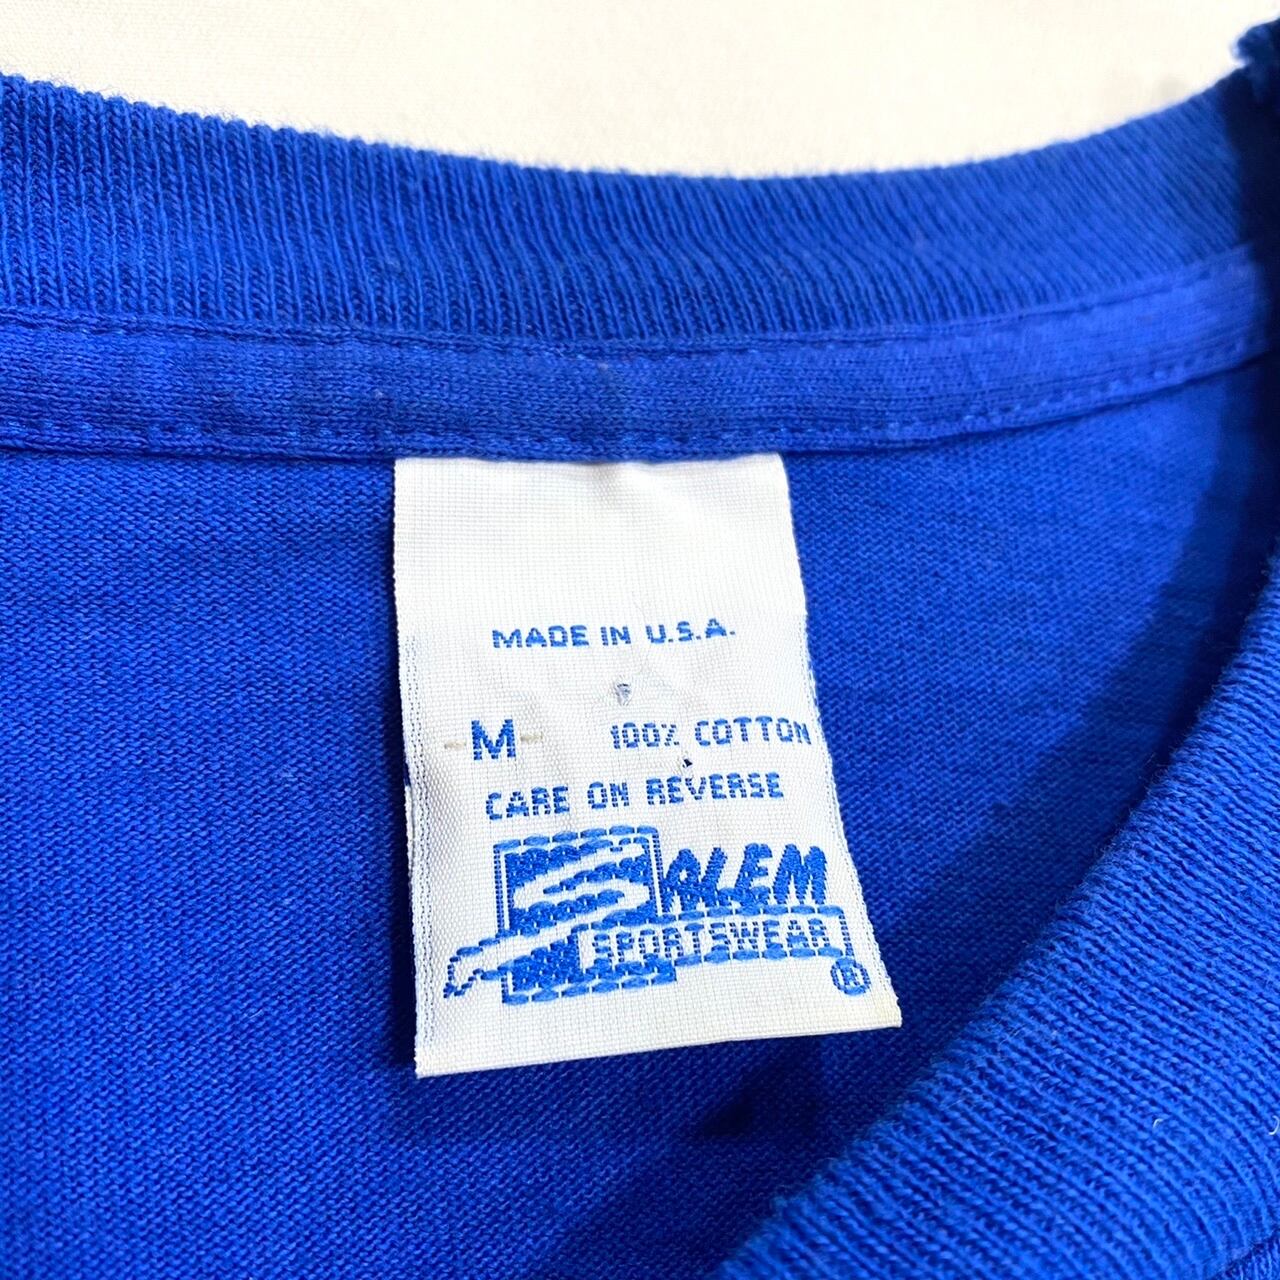 MADE IN U.S.A.
-M- 100% COTTON
CARE ON REVERSE
SALEM
SPORTSWEAR
®